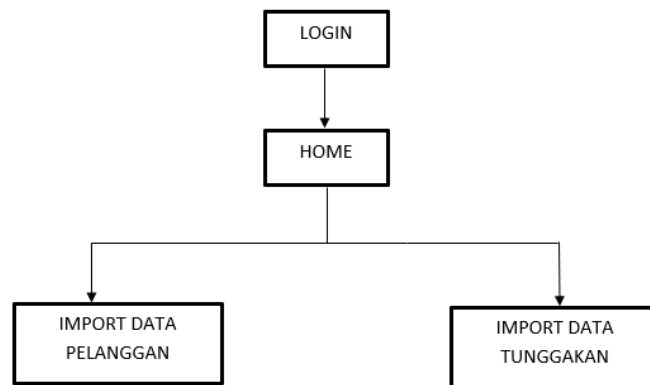 LOGIN
HOME
IMPORT DATA
PELANGGAN
IMPORT DATA
TUNGGAKAN